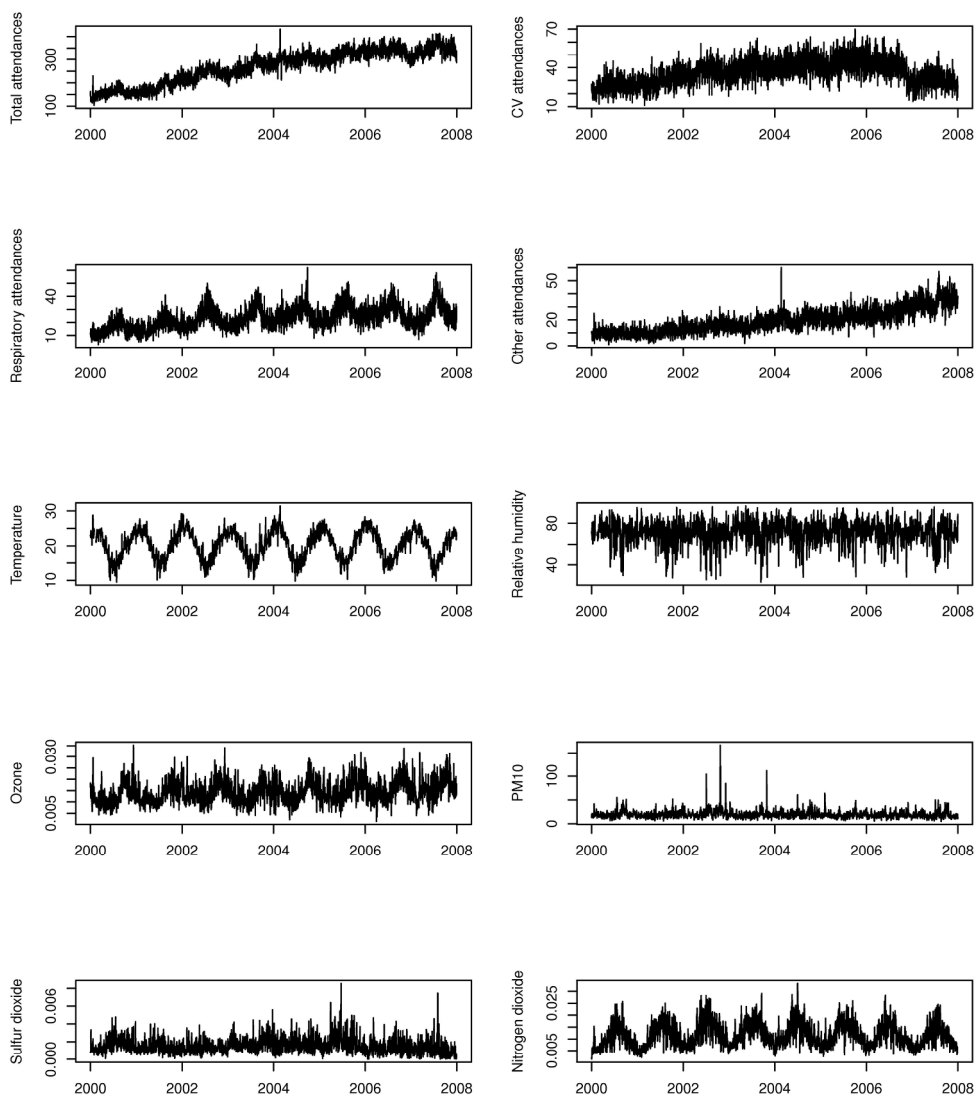 Total attendances
100 300
2000 2002 2004 2006 2008
CV attendances
10 40 70
2000 2002 2004 2006 2008
Respiratory attendances
10 40
2000 2002 2004 2006 2008
Other attendances
0 20 50
2000 2002 2004 2006 2008
Temperature
10 20 30
2000 2002 2004 2006 2008
Relative humidity
40 80
2000 2002 2004 2006 2008
Ozone
0.005 0.030
2000 2002 2004 2006 2008
PM10
0 100
2000 2002 2004 2006 2008
Sulfur dioxide
0.000 0.006
2000 2002 2004 2006 2008
Nitrogen dioxide
0.005 0.025
2000 2002 2004 2006 2008